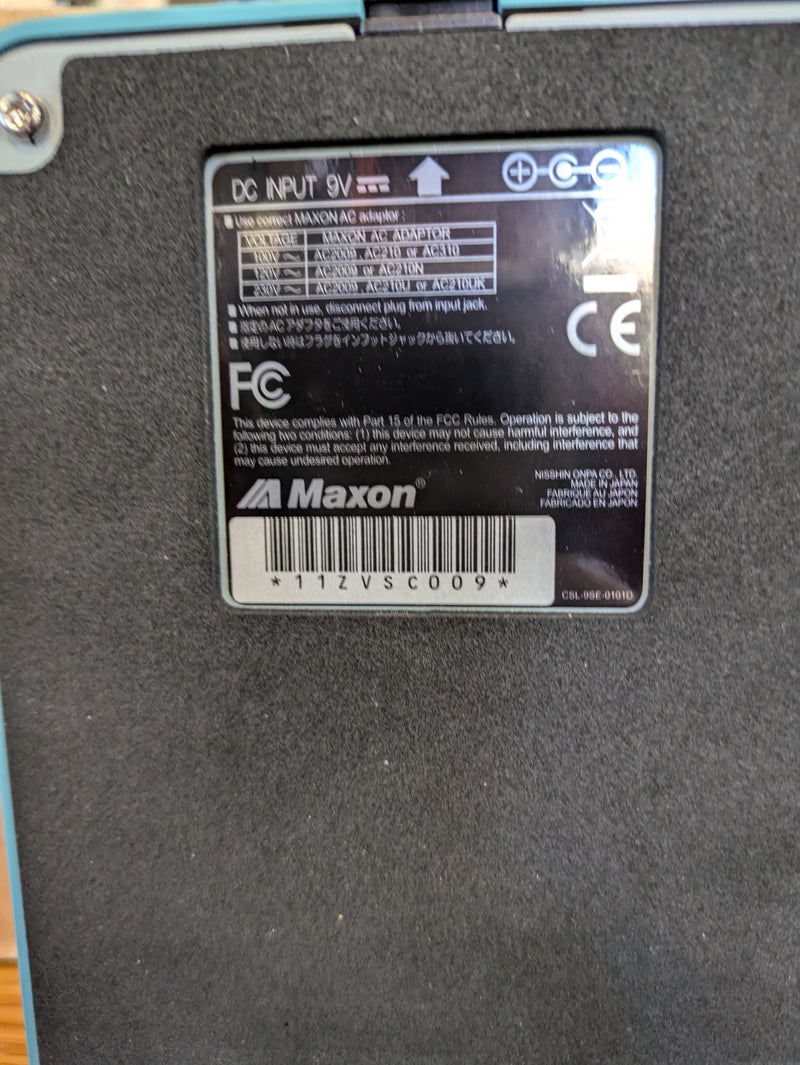 DC INPUT 9V
■ Use correct MAXON AC adaptor :
VOLTAGE MAXON AC ADAPTOR
100V ～ AC2009, AC210 or AC310
120V ～ AC2009 or AC210N
230V ～ AC2009, AC210U or AC210UK
■ When not in use, disconnect plug from input jack.
■ 指定のACアダプタをご使用ください。
■ 使用しない時はプラグをインプットジャックから抜いてください。
CE
FC
This device complies with Part 15 of the FCC Rules. Operation is subject to the
following two conditions: (1) this device may not cause harmful interference, and
(2) this device must accept any interference received, including interference that
may cause undesired operation.
Maxon®
NISSHIN ONPA CO., LTD.
MADE IN JAPAN
FABRIQUE AU JAPON
FABRICADO EN JAPON
*11ZVSC009*
CSL-9SE-0101D